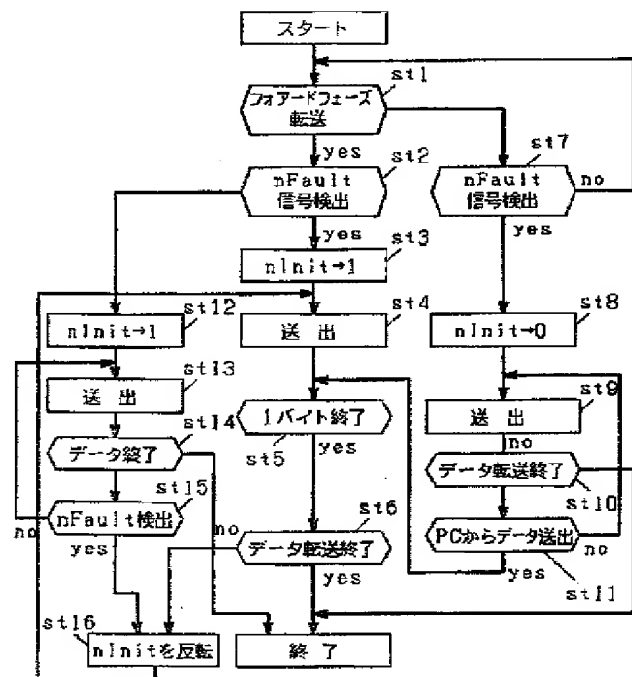 スタート
st1
フォアードフェーズ
転送
yes
st2
st7
nFault
信号検出
nFault
信号検出
no
yes
st3
yes
nInit→1
st12
st4
st8
nInit→1
送 出
nInit→0
st13
st9
送 出
1バイト終了
送 出
st14
st5
yes
no
データ終了
データ転送終了
st15
st6
st10
nFault検出
no
データ転送終了
PCからデータ送出
no
yes
yes
yes
no
st11
st16
nInitを反転
終 了